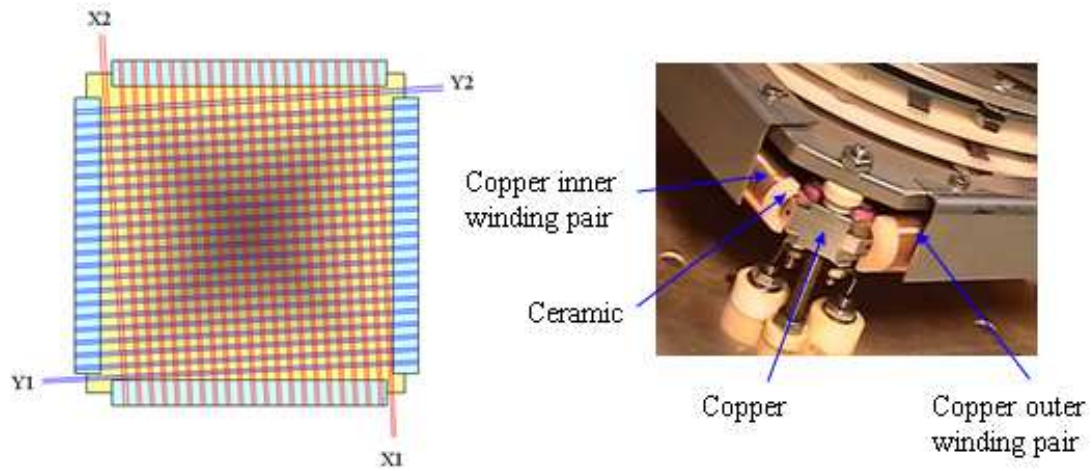 X2
Y2
Y1
X1
Copper inner
winding pair
Ceramic
Copper
Copper outer
winding pair